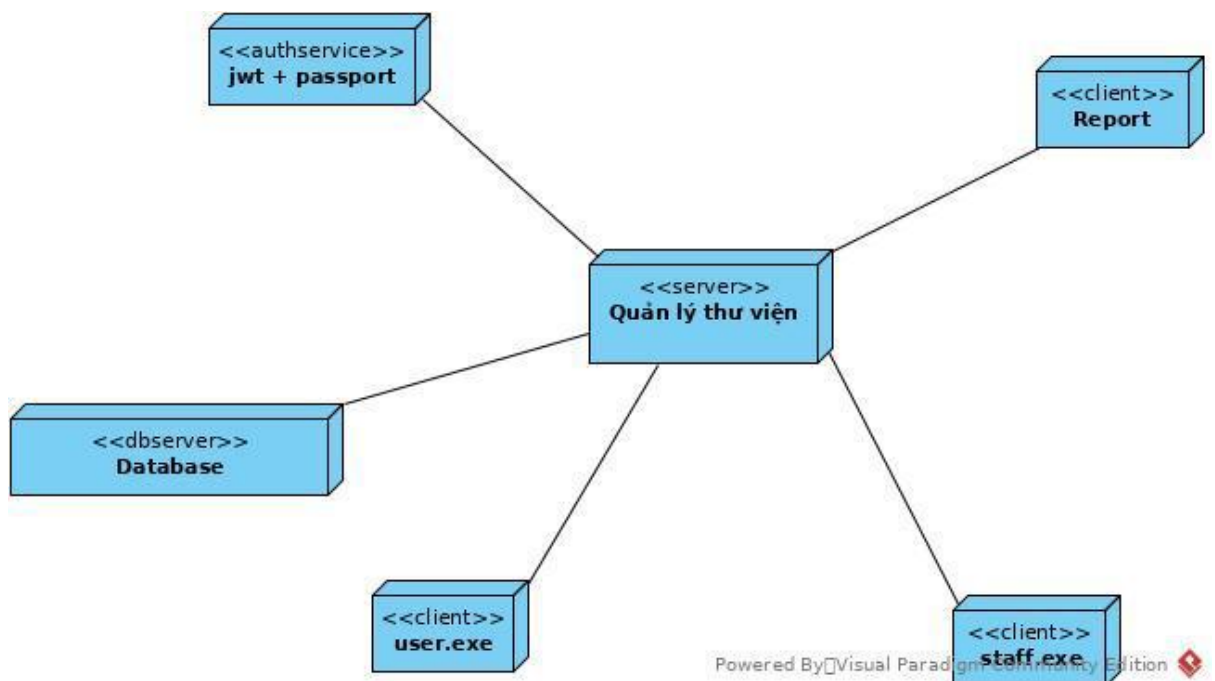 <<authservice>>
jwt + passport
<<client>>
Report
<<server>>
Quản lý thư viện
<<dbserver>>
Database
<<client>>
user.exe
<<client>>
staff.exe
Powered By▯Visual Paradigm Community Edition